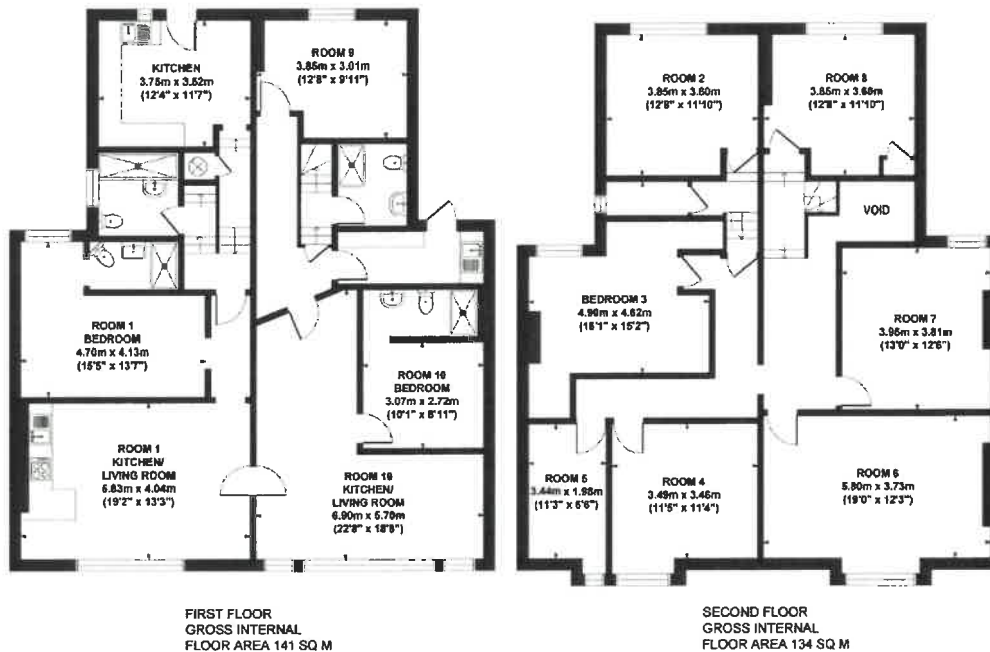 KITCHEN
3.75m x 3.52m
(12'4" x 11'7")
ROOM 9
3.85m x 3.01m
(12'8" x 9'11")
ROOM 1
BEDROOM
4.70m x 4.13m
(15'5" x 13'7")
ROOM 10
BEDROOM
3.07m x 2.72m
(10'1" x 8'11")
ROOM 1
KITCHEN/
LIVING ROOM
5.83m x 4.04m
(19'2" x 13'3")
ROOM 10
KITCHEN/
LIVING ROOM
6.90m x 5.70m
(22'8" x 18'8")
FIRST FLOOR
GROSS INTERNAL
FLOOR AREA 141 SQ M
ROOM 2
3.85m x 3.60m
(12'8" x 11'10")
ROOM 8
3.85m x 3.60m
(12'8" x 11'10")
VOID
BEDROOM 3
4.90m x 4.62m
(16'1" x 15'2")
ROOM 7
3.95m x 3.81m
(13'0" x 12'6")
ROOM 5
3.44m x 1.98m
(11'3" x 6'6")
ROOM 4
3.49m x 3.46m
(11'5" x 11'4")
ROOM 6
5.80m x 3.73m
(19'0" x 12'3")
SECOND FLOOR
GROSS INTERNAL
FLOOR AREA 134 SQ M